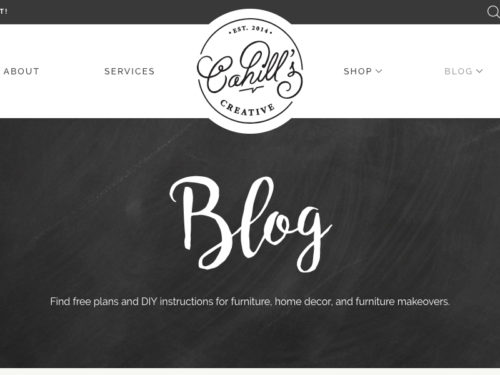 T!
ABOUT
SERVICES
• EST. 2014 •
Cahill's
CREATIVE
SHOP
BLOG
Blog
Find free plans and DIY instructions for furniture, home decor, and furniture makeovers.